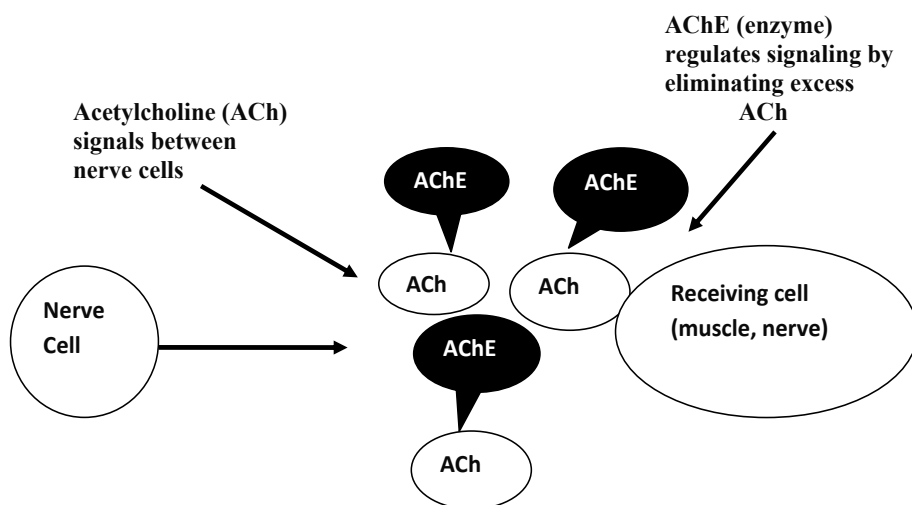 AChE (enzyme)
regulates signaling by
eliminating excess
ACh
Acetylcholine (ACh)
signals between
nerve cells
AChE
AChE
ACh
ACh
Nerve
Cell
Receiving cell
(muscle, nerve)
AChE
ACh